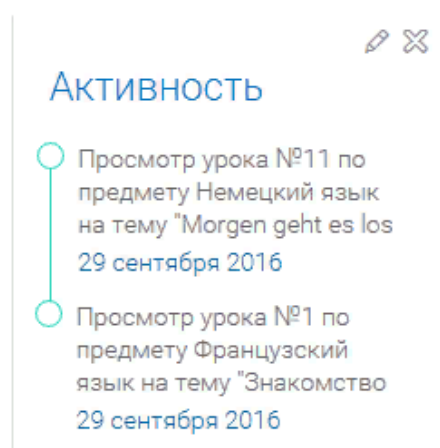 Активность
Просмотр урока №11 по
предмету Немецкий язык
на тему "Morgen geht es los
29 сентября 2016
Просмотр урока №1 по
предмету Французский
язык на тему "Знакомство
29 сентября 2016